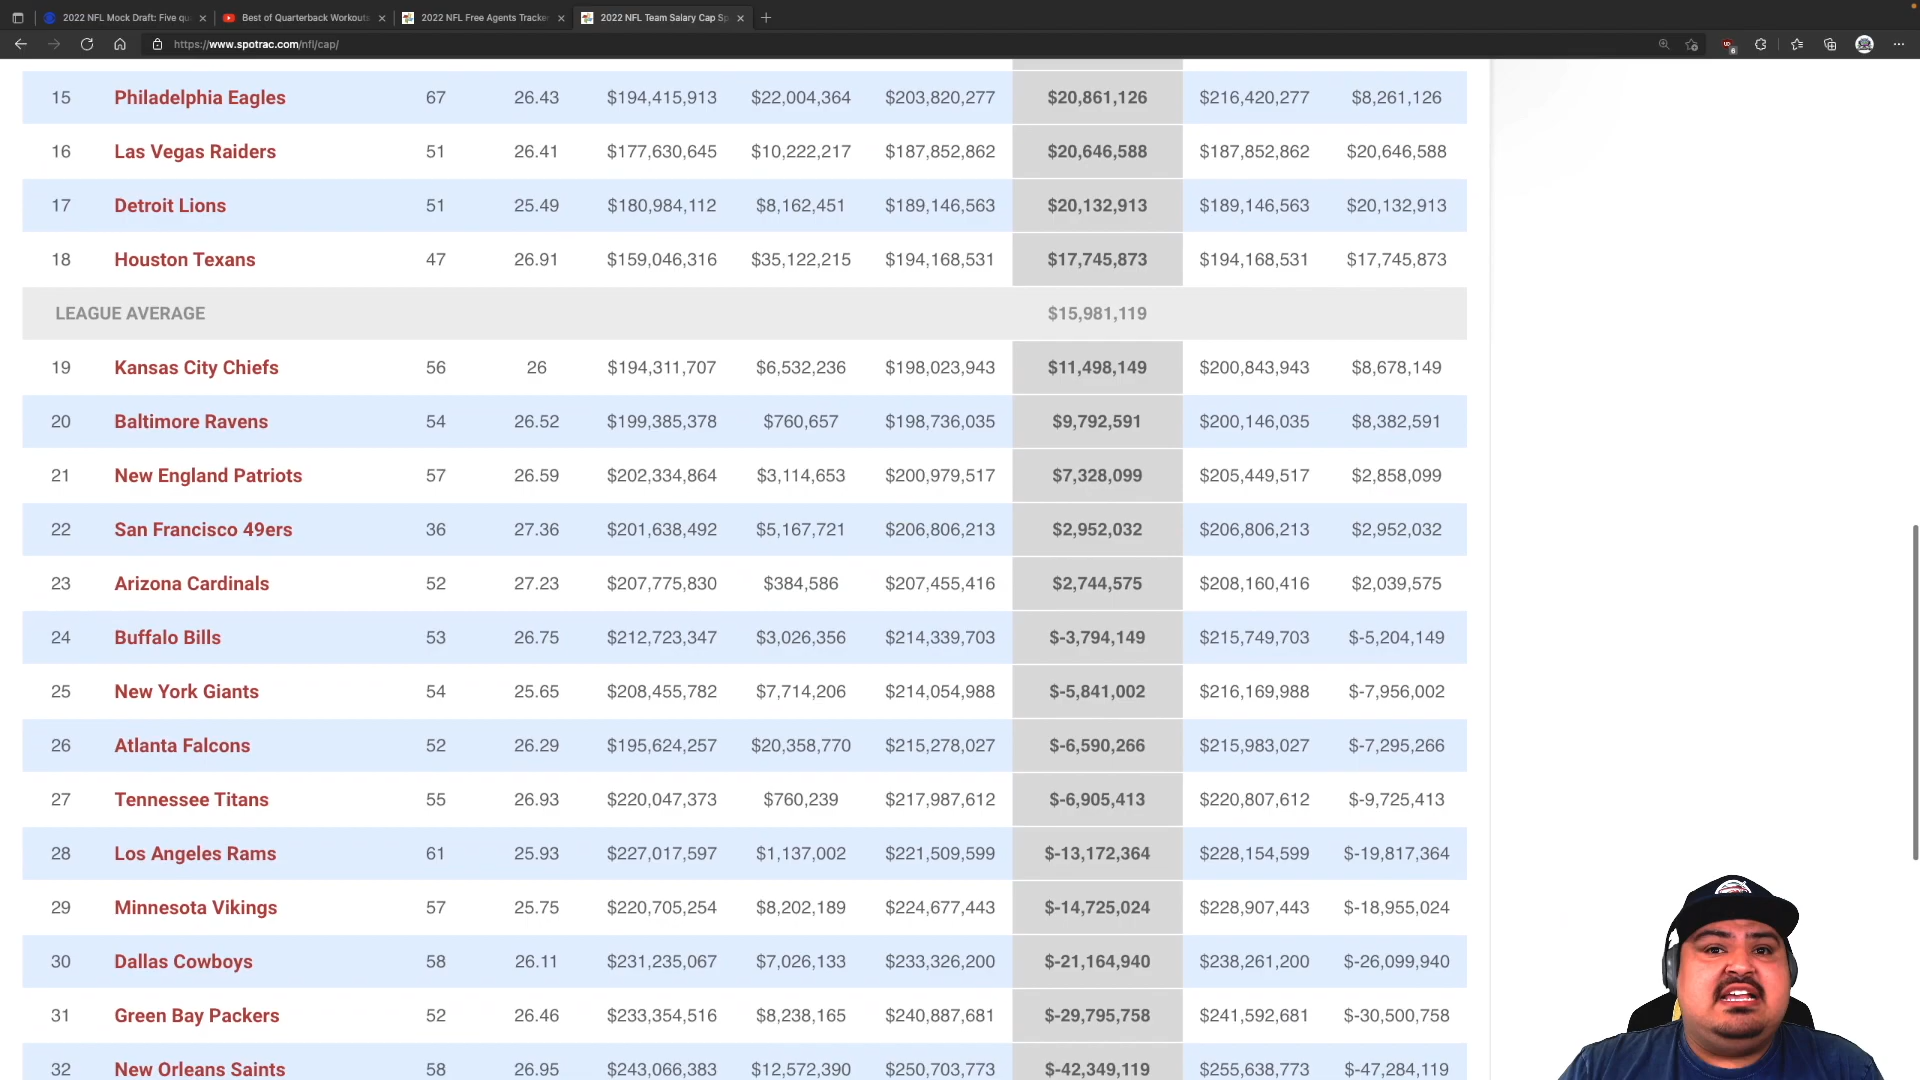 2022 NFL Mock Draft: Five qu
Best of Quarterback Workouts
2022 NFL Free Agents Tracke
2022 NFL Team Salary Cap Sp
https://www.spotrac.com/nfl/cap/
15 Philadelphia Eagles 67 26.43 $194,415,913 $22,004,364 $203,820,277 $20,861,126 $216,420,277 $8,261,126
16 Las Vegas Raiders 51 26.41 $177,630,645 $10,222,217 $187,852,862 $20,646,588 $187,852,862 $20,646,588
17 Detroit Lions 51 25.49 $180,984,112 $8,162,451 $189,146,563 $20,132,913 $189,146,563 $20,132,913
18 Houston Texans 47 26.91 $159,046,316 $35,122,215 $194,168,531 $17,745,873 $194,168,531 $17,745,873
LEAGUE AVERAGE $15,981,119
19 Kansas City Chiefs 56 26 $194,311,707 $6,532,236 $198,023,943 $11,498,149 $200,843,943 $8,678,149
20 Baltimore Ravens 54 26.52 $199,385,378 $760,657 $198,736,035 $9,792,591 $200,146,035 $8,382,591
21 New England Patriots 57 26.59 $202,334,864 $3,114,653 $200,979,517 $7,328,099 $205,449,517 $2,858,099
22 San Francisco 49ers 36 27.36 $201,638,492 $5,167,721 $206,806,213 $2,952,032 $206,806,213 $2,952,032
23 Arizona Cardinals 52 27.23 $207,775,830 $384,586 $207,455,416 $2,744,575 $208,160,416 $2,039,575
24 Buffalo Bills 53 26.75 $212,723,347 $3,026,356 $214,339,703 $-3,794,149 $215,749,703 $-5,204,149
25 New York Giants 54 25.65 $208,455,782 $7,714,206 $214,054,988 $-5,841,002 $216,169,988 $-7,956,002
26 Atlanta Falcons 52 26.29 $195,624,257 $20,358,770 $215,278,027 $-6,590,266 $215,983,027 $-7,295,266
27 Tennessee Titans 55 26.93 $220,047,373 $760,239 $217,987,612 $-6,905,413 $220,807,612 $-9,725,413
28 Los Angeles Rams 61 25.93 $227,017,597 $1,137,002 $221,509,599 $-13,172,364 $228,154,599 $-19,817,364
29 Minnesota Vikings 57 25.75 $220,705,254 $8,202,189 $224,677,443 $-14,725,024 $228,907,443 $-18,955,024
30 Dallas Cowboys 58 26.11 $231,235,067 $7,026,133 $233,326,200 $-21,164,940 $238,261,200 $-26,099,940
31 Green Bay Packers 52 26.46 $233,354,516 $8,238,165 $240,887,681 $-29,795,758 $241,592,681 $-30,500,758
32 New Orleans Saints 58 26.95 $243,066,383 $12,572,390 $250,703,773 $-42,349,119 $255,638,773 $-47,284,119